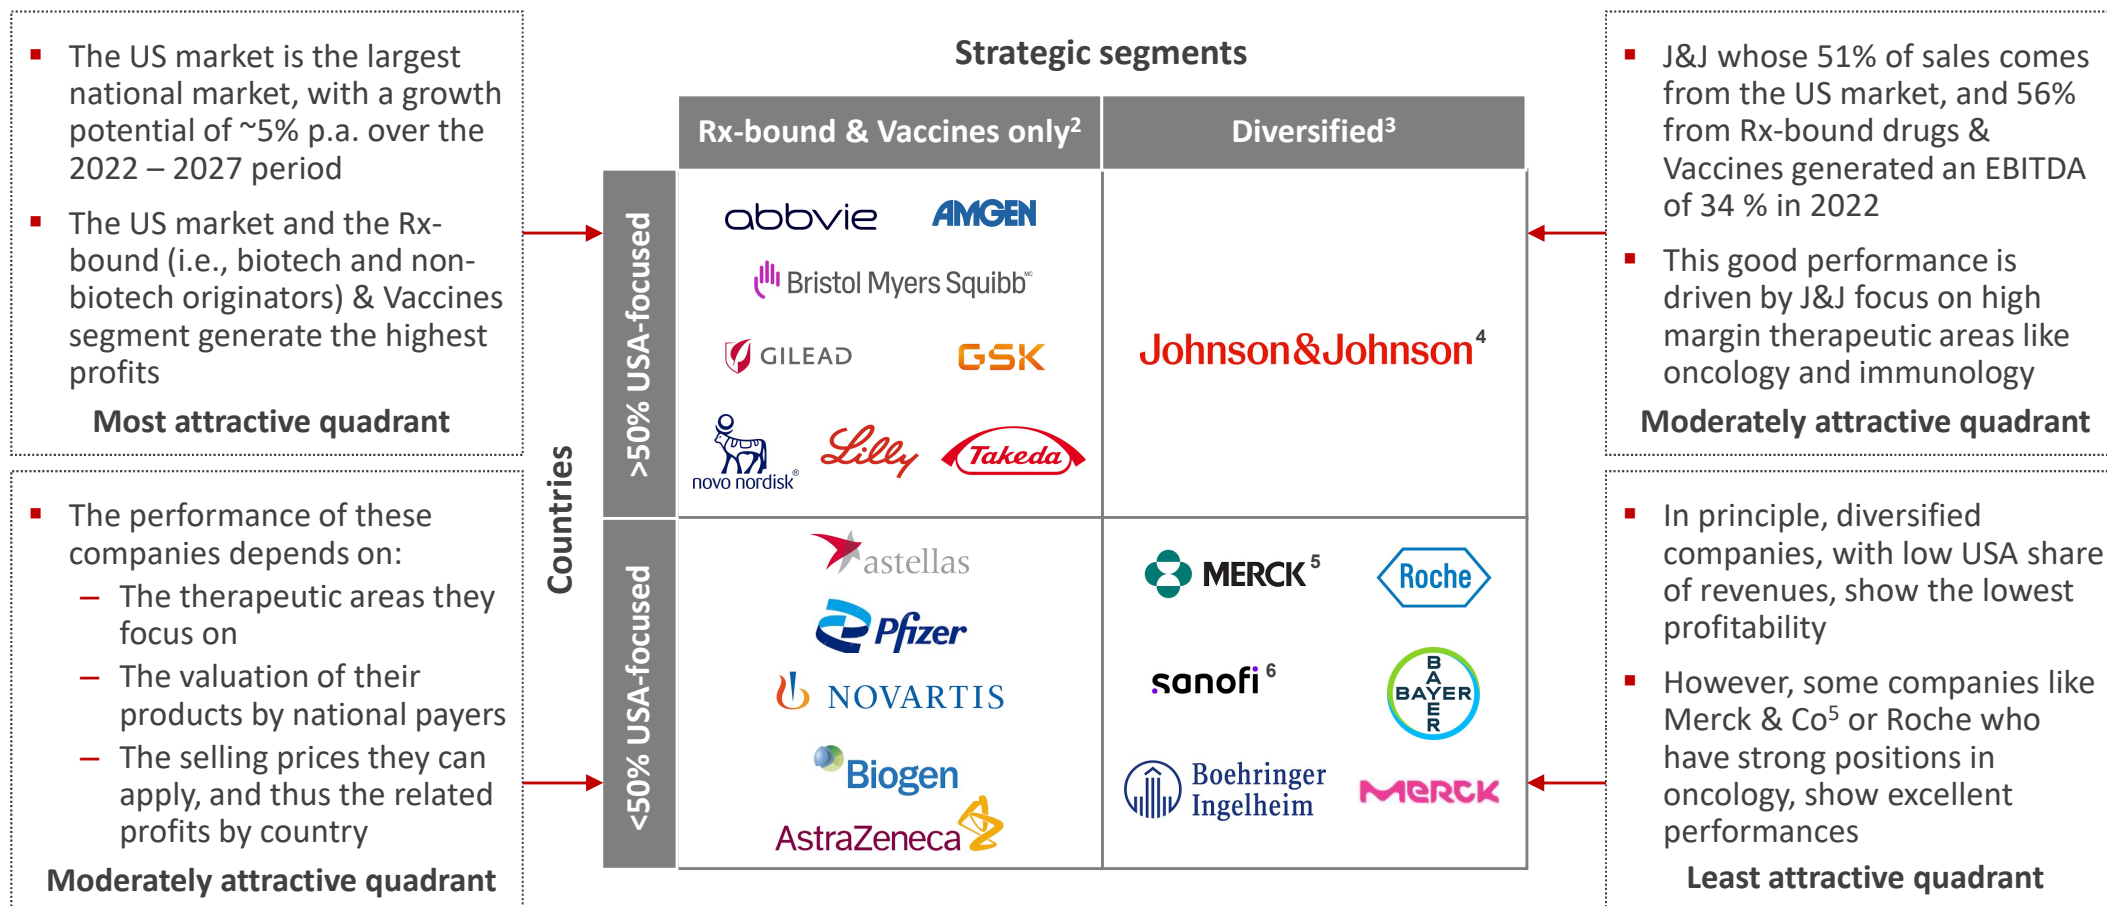 ▪ The US market is the largest
national market, with a growth
potential of ~5% p.a. over the
2022 – 2027 period
▪ The US market and the Rx-
bound (i.e., biotech and non-
biotech originators) & Vaccines
segment generate the highest
profits
Most attractive quadrant
▪ The performance of these
companies depends on:
– The therapeutic areas they
focus on
– The valuation of their
products by national payers
– The selling prices they can
apply, and thus the related
profits by country
Moderately attractive quadrant
Strategic segments
Rx-bound & Vaccines only²
Diversified³
Countries
>50% USA-focused
abbvie
AMGEN
Bristol Myers Squibb MC
GILEAD
GSK
novo nordisk®
Lilly
Takeda
Johnson&Johnson⁴
<50% USA-focused
astellas
Pfizer
NOVARTIS
Biogen
AstraZeneca
MERCK⁵
Roche
sanofi⁶
BAYER
BAYER
Boehringer
Ingelheim
MERCK
▪ J&J whose 51% of sales comes
from the US market, and 56%
from Rx-bound drugs &
Vaccines generated an EBITDA
of 34 % in 2022
▪ This good performance is
driven by J&J focus on high
margin therapeutic areas like
oncology and immunology
Moderately attractive quadrant
▪ In principle, diversified
companies, with low USA share
of revenues, show the lowest
profitability
▪ However, some companies like
Merck & Co⁵ or Roche who
have strong positions in
oncology, show excellent
performances
Least attractive quadrant